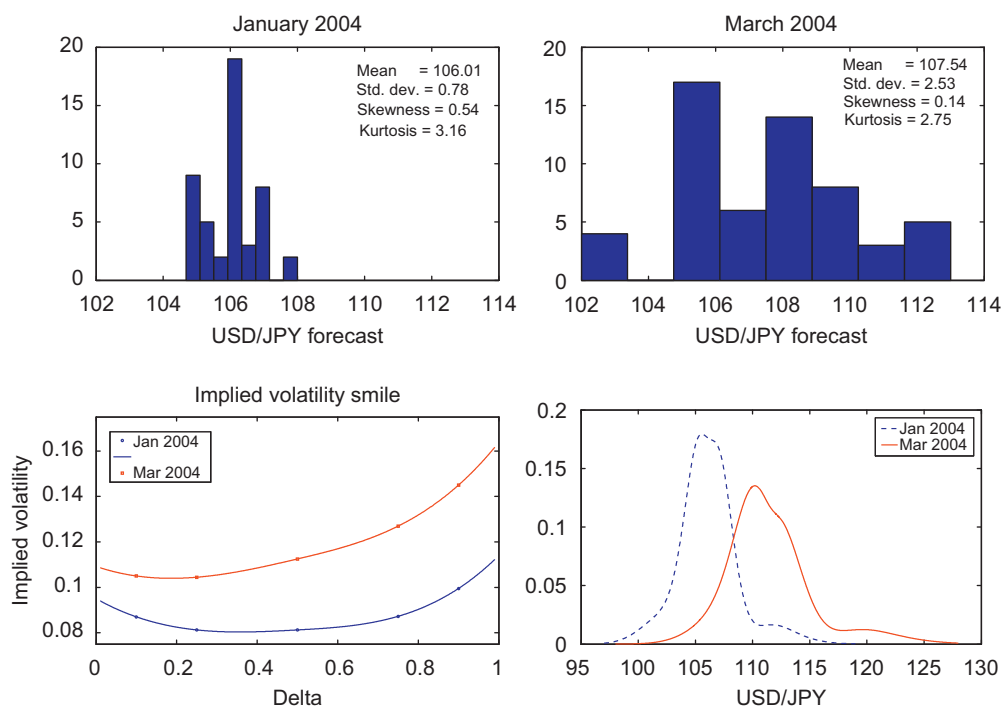 January 2004
20
15
10
5
0
Mean = 106.01
Std. dev. = 0.78
Skewness = 0.54
Kurtosis = 3.16
102 104 106 108 110 112 114
USD/JPY forecast
March 2004
20
15
10
5
0
Mean = 107.54
Std. dev. = 2.53
Skewness = 0.14
Kurtosis = 2.75
102 104 106 108 110 112 114
USD/JPY forecast
Implied volatility smile
Implied volatility
0.16
0.14
0.12
0.1
0.08
Jan 2004
Mar 2004
0 0.2 0.4 0.6 0.8 1
Delta
0.2
0.15
0.1
0.05
0
Jan 2004
Mar 2004
95 100 105 110 115 120 125 130
USD/JPY